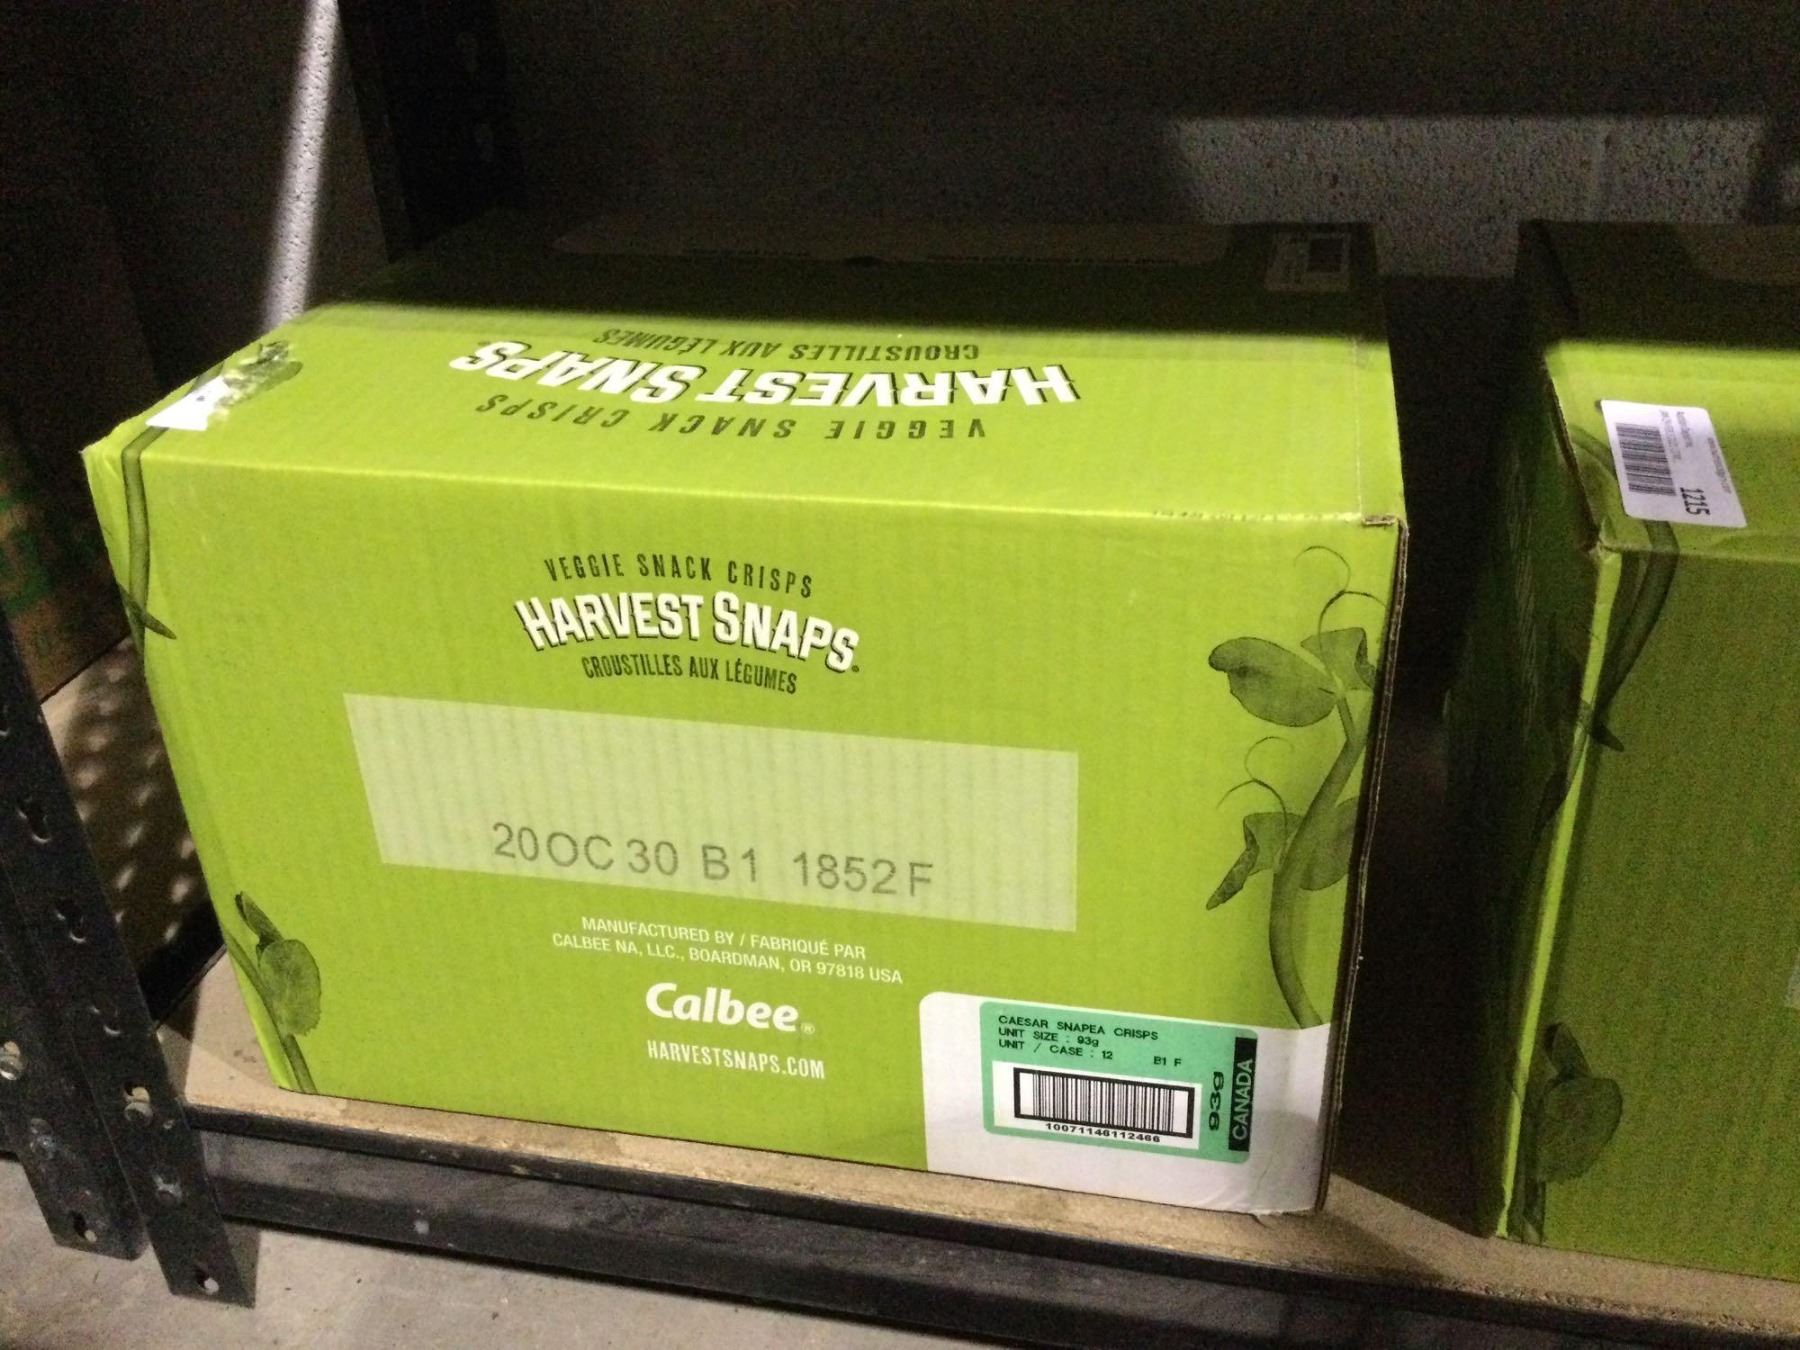 CROUSTILLES AUX LÉGUMES
HARVEST SNAPS
VEGGIE SNACK CRISPS
VEGGIE SNACK CRISPS
HARVEST SNAPS®
CROUSTILLES AUX LÉGUMES
20OC30 B1 1852F
MANUFACTURED BY / FABRIQUÉ PAR
CALBEE NA, LLC., BOARDMAN, OR 97818 USA
Calbee®
HARVESTSNAPS.COM
CAESAR SNAPEA CRISPS
UNIT SIZE : 93g
UNIT / CASE : 12 B1 F
10071146112466
93g
CANADA
1215